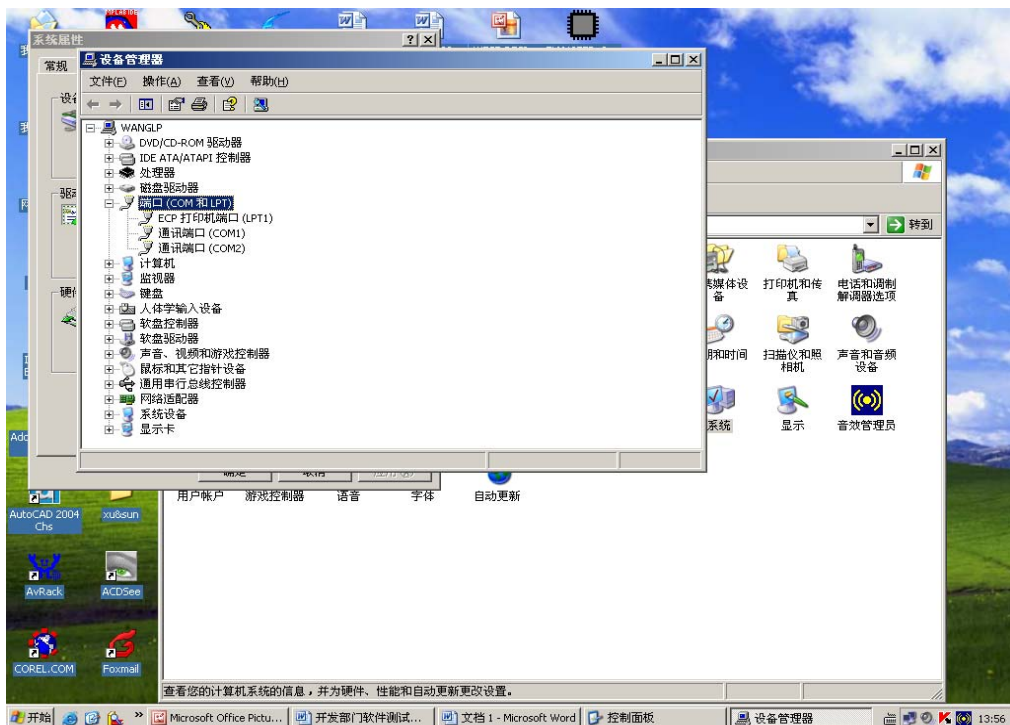 系统属性
常规
设备管理器
文件(F) 操作(A) 查看(V) 帮助(H)
WANGLP
DVD/CD-ROM 驱动器
IDE ATA/ATAPI 控制器
处理器
磁盘驱动器
端口 (COM 和 LPT)
ECP 打印机端口 (LPT1)
通讯端口 (COM1)
通讯端口 (COM2)
计算机
监视器
键盘
人体学输入设备
软盘控制器
软盘驱动器
声音、视频和游戏控制器
鼠标和其它指针设备
通用串行总线控制器
网络适配器
系统设备
显示卡
转到
打印机和传真
电话和调制解调器选项
扫描仪和照相机
声音和音频设备
系统
显示
音效管理员
用户帐户
游戏控制器
语音
字体
自动更新
AutoCAD 2004 Chs
xu&sun
AvRack
ACDSee
COREL.COM
Foxmail
查看您的计算机系统的信息，并为硬件、性能和自动更新更改设置。
开始
Microsoft Office Pictu...
开发部门软件测试...
文档 1 - Microsoft Word
控制面板
设备管理器
13:56